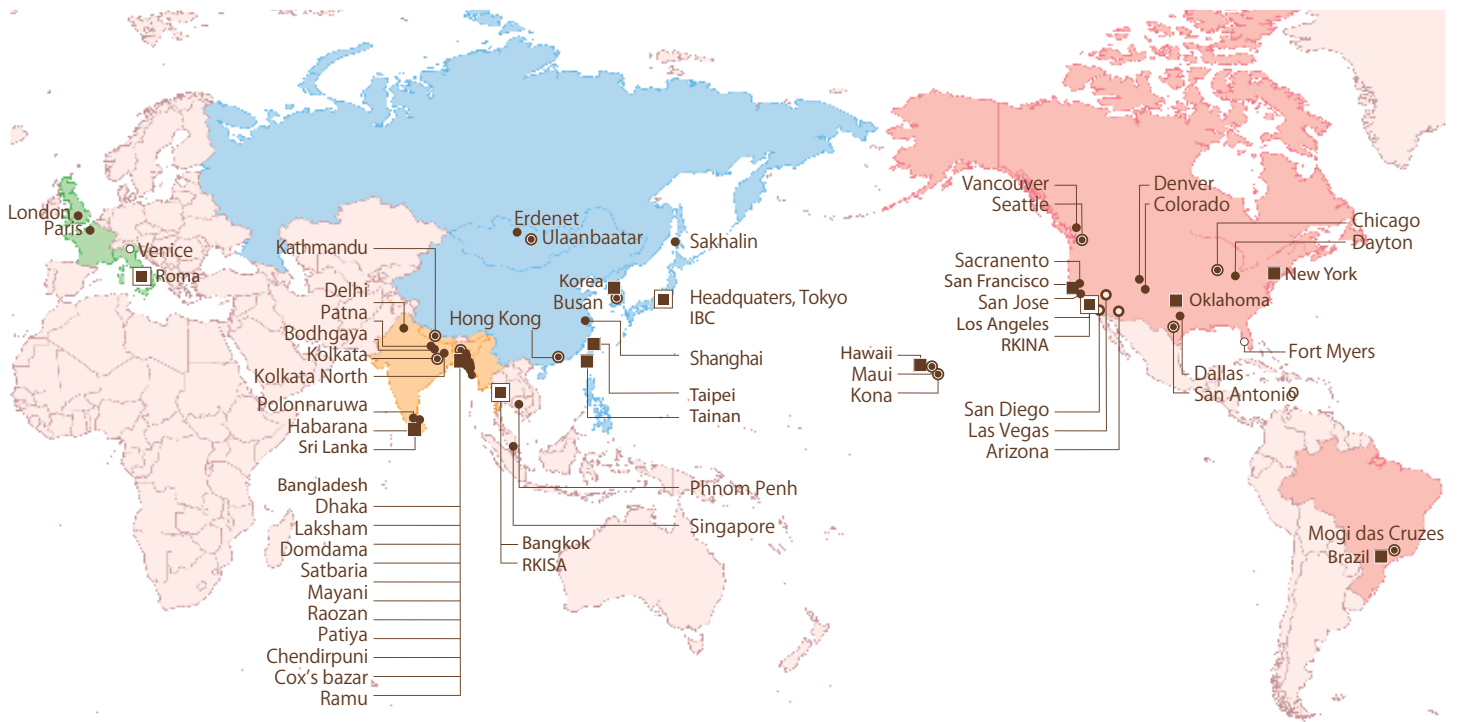 London
Paris
Venice
Roma
Kathmandu
Delhi
Patna
Bodhgaya
Kolkata
Kolkata North
Polonnaruwa
Habarana
Sri Lanka
Bangladesh
Dhaka
Laksham
Domdama
Satbaria
Mayani
Raozan
Patiya
Chendirpuni
Cox's bazar
Ramu
Erdenet
Ulaanbaatar
Sakhalin
Korea
Busan
Hong Kong
Headquaters, Tokyo
IBC
Shanghai
Taipei
Tainan
Phnom Penh
Singapore
Bangkok
RKISA
Hawaii
Maui
Kona
Vancouver
Seattle
Sacranento
San Francisco
San Jose
Los Angeles
RKINA
San Diego
Las Vegas
Arizona
Denver
Colorado
Chicago
Dayton
New York
Oklahoma
Fort Myers
Dallas
San Antonio
Mogi das Cruzes
Brazil